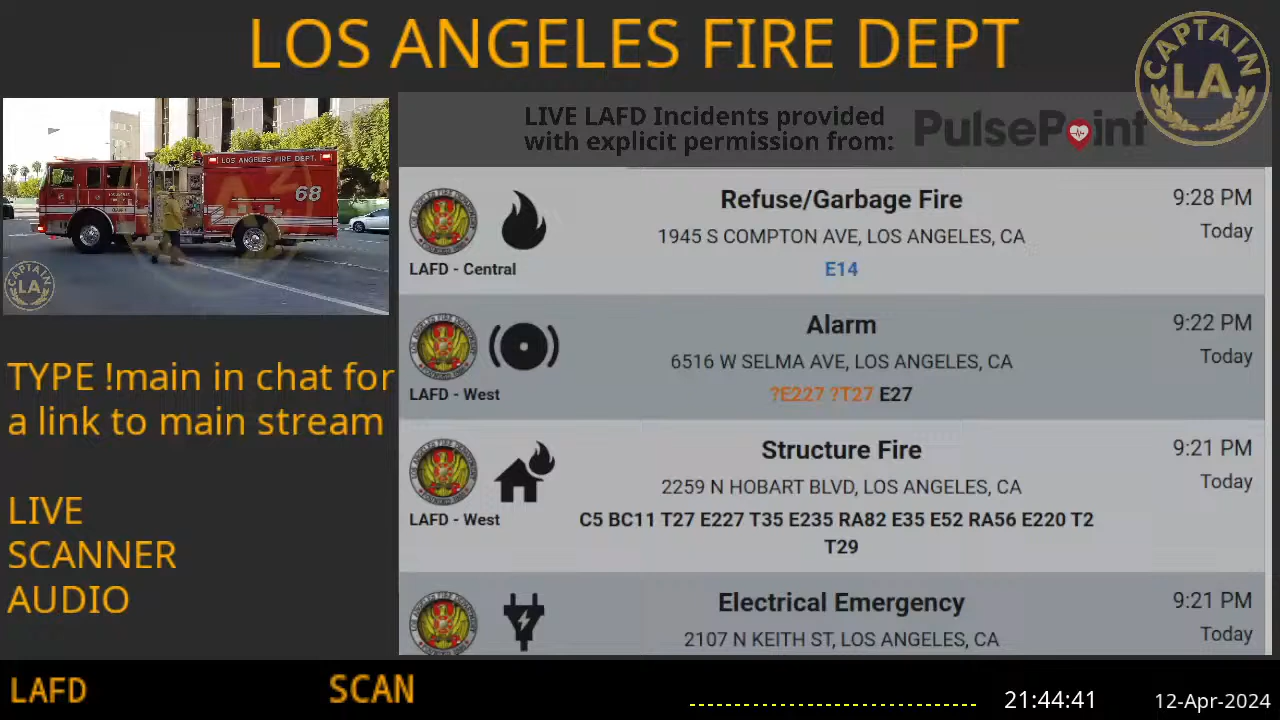 LOS ANGELES FIRE DEPT
CAPTAIN
LA
LIVE LAFD Incidents provided
with explicit permission from:
PulsePoint
LOS ANGELES FIRE DEPT.
68
CAPTAIN
LA
TYPE !main in chat for
a link to main stream
LIVE
SCANNER
AUDIO
Refuse/Garbage Fire
9:28 PM
1945 S COMPTON AVE, LOS ANGELES, CA
Today
LAFD - Central
E14
Alarm
9:22 PM
6516 W SELMA AVE, LOS ANGELES, CA
Today
LAFD - West
?E227 ?T27 E27
Structure Fire
9:21 PM
2259 N HOBART BLVD, LOS ANGELES, CA
Today
LAFD - West
C5 BC11 T27 E227 T35 E235 RA82 E35 E52 RA56 E220 T2
T29
Electrical Emergency
9:21 PM
2107 N KEITH ST, LOS ANGELES, CA
Today
LAFD
SCAN
21:44:41
12-Apr-2024